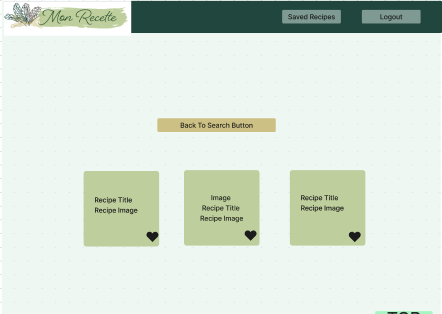 Mon Recette
Saved Recipes
Logout
Back To Search Button
Recipe Title
Recipe Image
Image
Recipe Title
Recipe Image
Recipe Title
Recipe Image